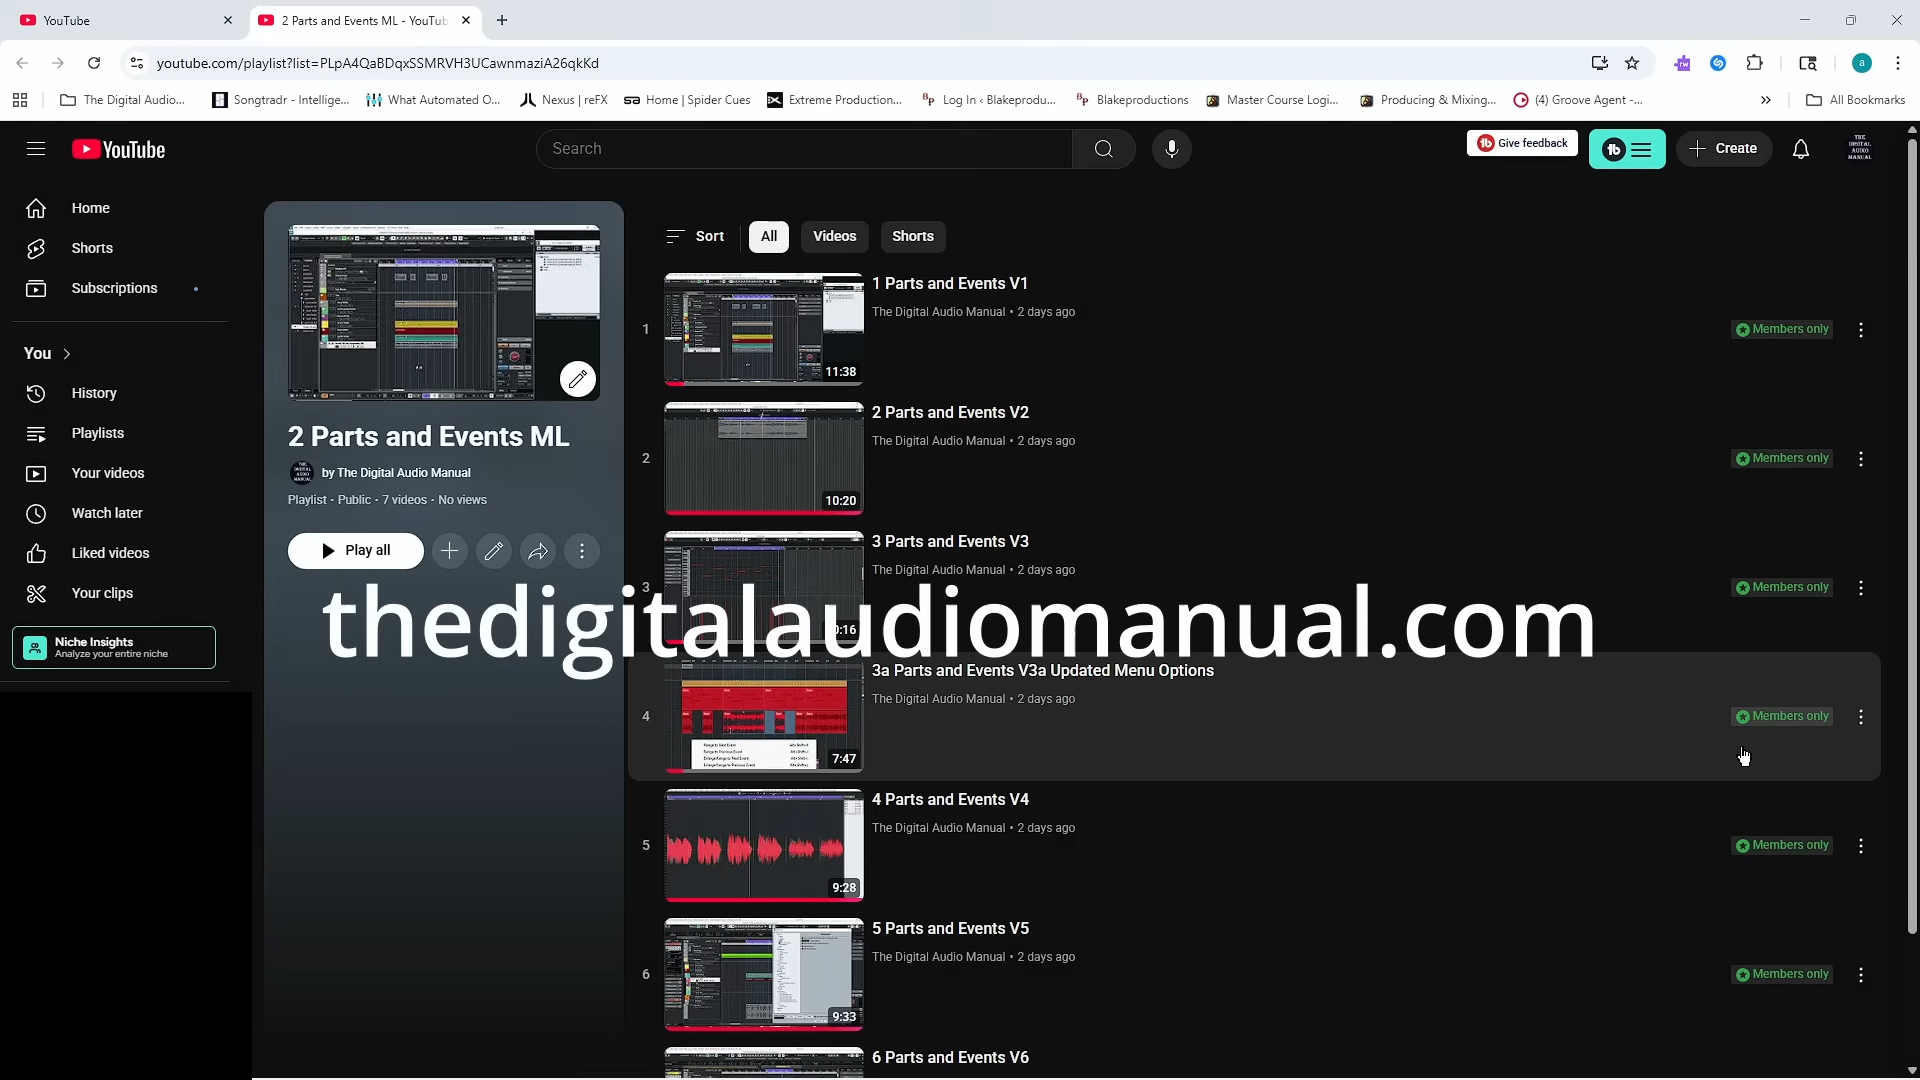 YouTube
2 Parts and Events ML - YouTub
youtube.com/playlist?list=PLpA4QaBDqxSSMRVH3UCawnmaziA26qkKd
The Digital Audio...
Songtradr - Intellige...
What Automated O...
Nexus | reFX
Home | Spider Cues
Extreme Production...
Log In ‹ Blakeprodu...
Blakeproductions
Master Course Logi...
Producing & Mixing...
(4) Groove Agent -...
All Bookmarks
YouTube
Search
Give feedback
Create
Home
Shorts
Subscriptions
You
History
Playlists
Your videos
Watch later
Liked videos
Your clips
Niche Insights
Analyze your entire niche
2 Parts and Events ML
by The Digital Audio Manual
Playlist • Public • 7 videos • No views
Play all
Sort
All
Videos
Shorts
1
11:38
1 Parts and Events V1
The Digital Audio Manual • 2 days ago
Members only
2
10:20
2 Parts and Events V2
The Digital Audio Manual • 2 days ago
Members only
3
3 Parts and Events V3
The Digital Audio Manual • 2 days ago
Members only
thedigitalaudiomanual.com
4
7:47
3a Parts and Events V3a Updated Menu Options
The Digital Audio Manual • 2 days ago
Members only
5
9:28
4 Parts and Events V4
The Digital Audio Manual • 2 days ago
Members only
6
9:33
5 Parts and Events V5
The Digital Audio Manual • 2 days ago
Members only
6 Parts and Events V6